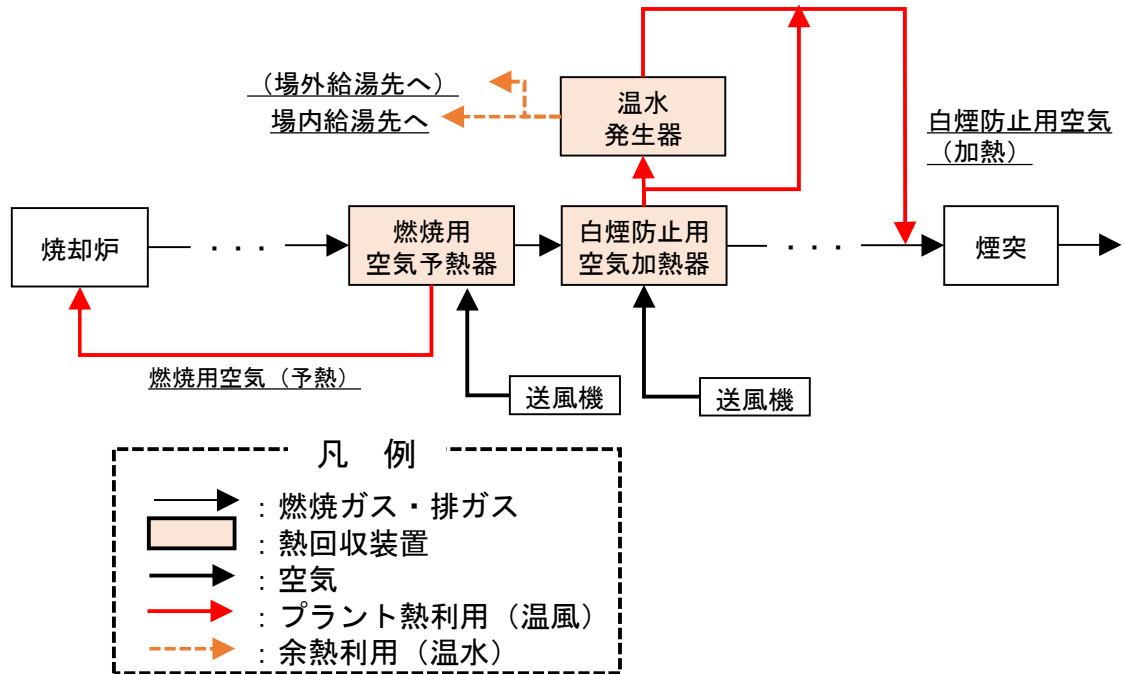 （場外給湯先へ）
場内給湯先へ
温水
発生器
白煙防止用空気
（加熱）
焼却炉
・・・
燃焼用
空気予熱器
白煙防止用
空気加熱器
・・・
煙突
燃焼用空気（予熱）
送風機
送風機
凡　例
：燃焼ガス・排ガス
：熱回収装置
：空気
：プラント熱利用（温風）
：余熱利用（温水）